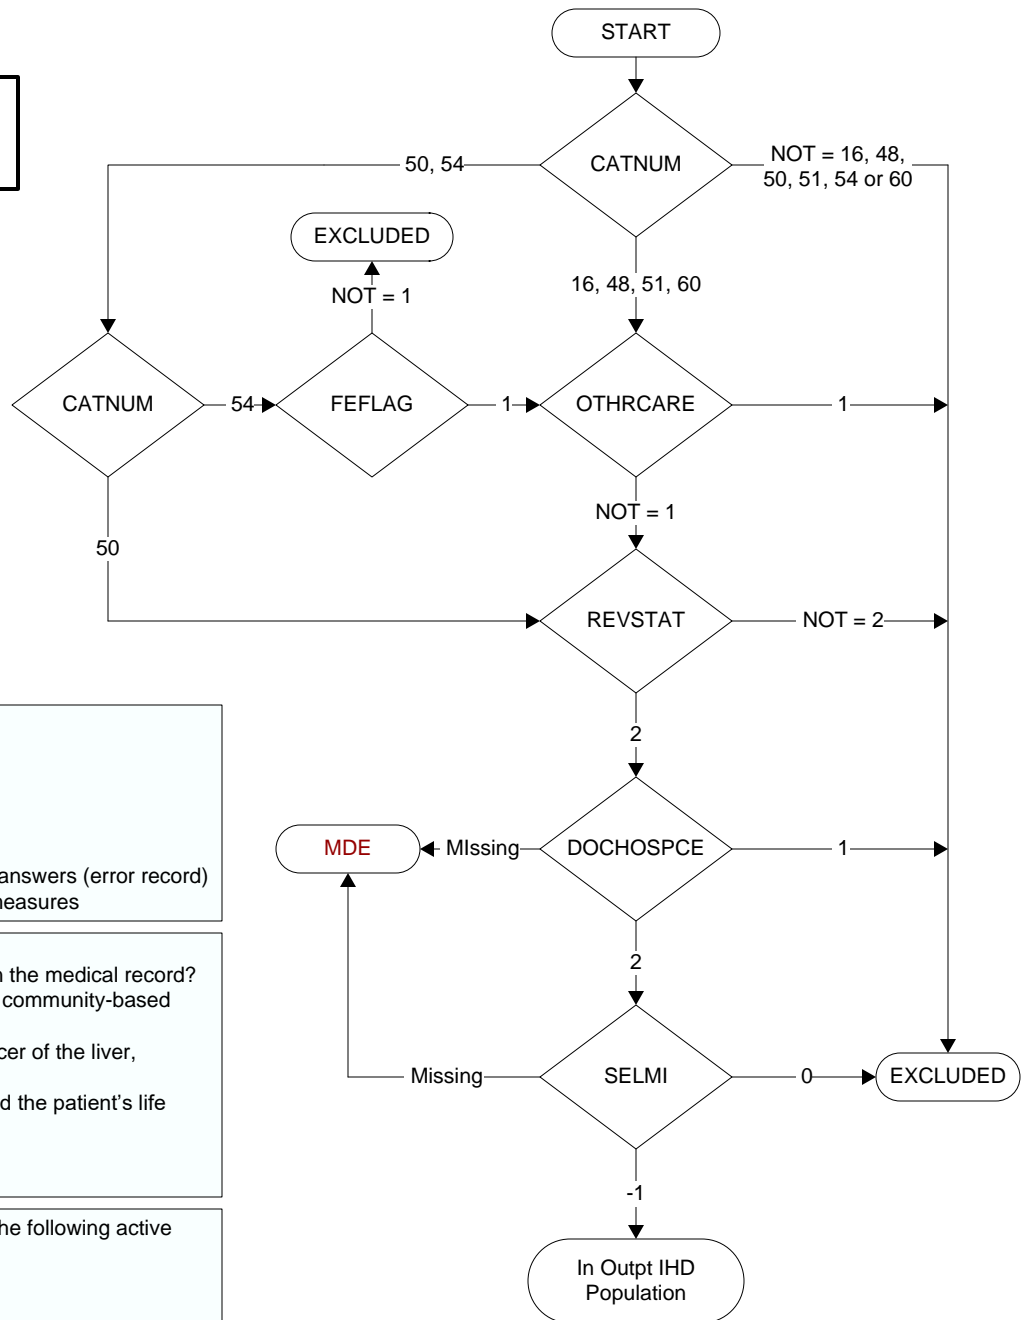 START
CATNUM
50, 54
NOT = 16, 48,
50, 51, 54 or 60
EXCLUDED
NOT = 1
16, 48, 51, 60
CATNUM
54
FEFLAG
1
OTHRCARE
1
NOT = 1
50
REVSTAT
NOT = 2
2
MDE
MIssing
DOCHOSPCE
1
answers (error record)
measures
2
n the medical record?
community-based
cer of the liver,
d the patient's life
Missing
SELMI
0
EXCLUDED
-1
he following active
In Outpt IHD
Population